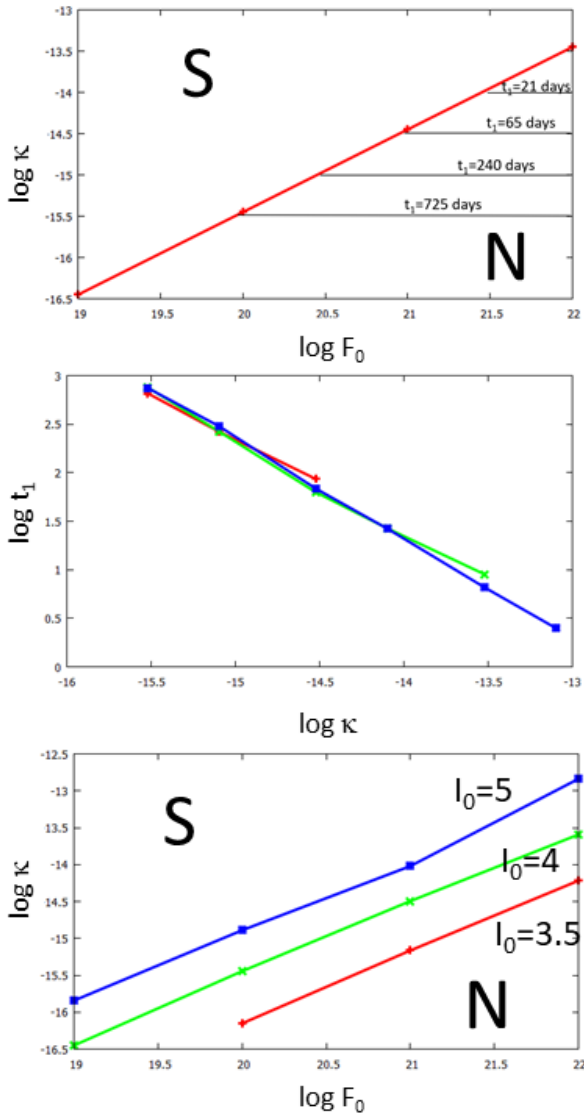 -13
-13.5
-14
-14.5
-15
-15.5
-16
-16.5
log κ
S
t₁=21 days
t₁=65 days
t₁=240 days
t₁=725 days
N
19 19.5 20 20.5 21 21.5 22
log F₀
3
2.5
2
1.5
1
0.5
0
log t₁
-16 -15.5 -15 -14.5 -14 -13.5 -13
log κ
-12.5
-13
-13.5
-14
-14.5
-15
-15.5
-16
-16.5
log κ
S
I₀=5
I₀=4
I₀=3.5
N
19 19.5 20 20.5 21 21.5 22
log F₀